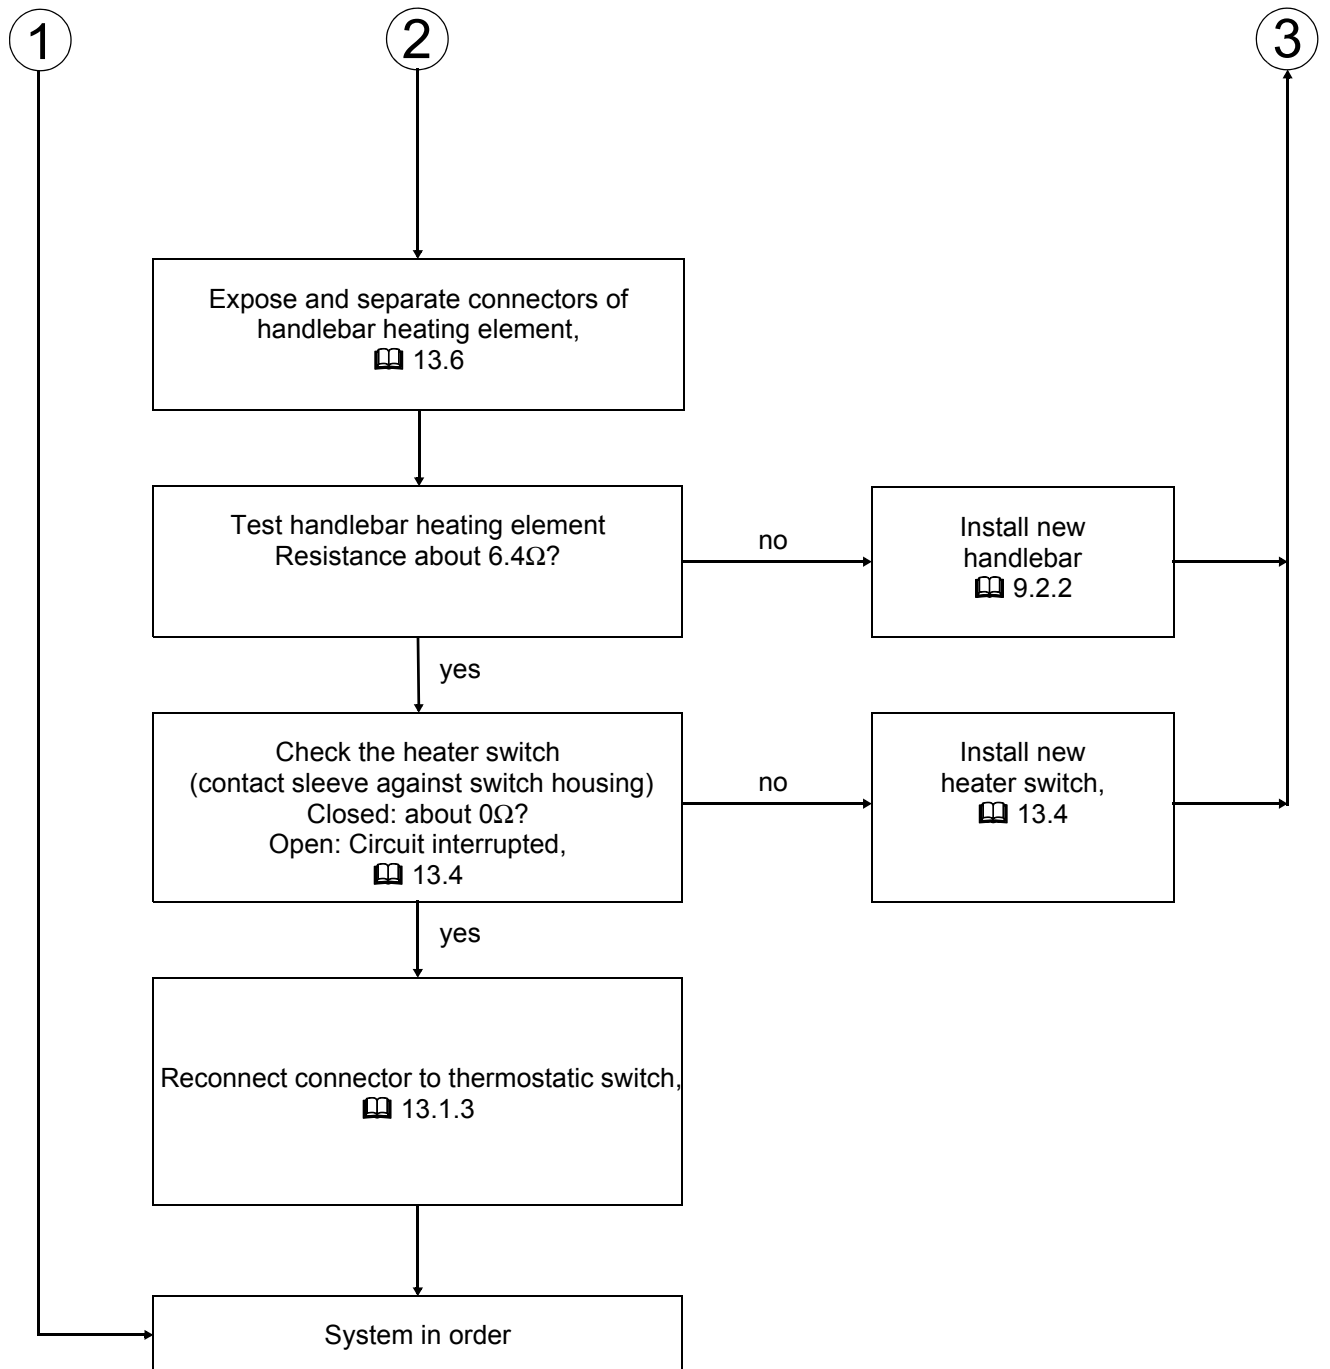 1
2
3
Expose and separate connectors of
handlebar heating element,
13.6
Test handlebar heating element
Resistance about 6.4Ω?
no
Install new
handlebar
9.2.2
yes
Check the heater switch
(contact sleeve against switch housing)
Closed: about 0Ω?
Open: Circuit interrupted,
13.4
no
Install new
heater switch,
13.4
yes
Reconnect connector to thermostatic switch,
13.1.3
System in order